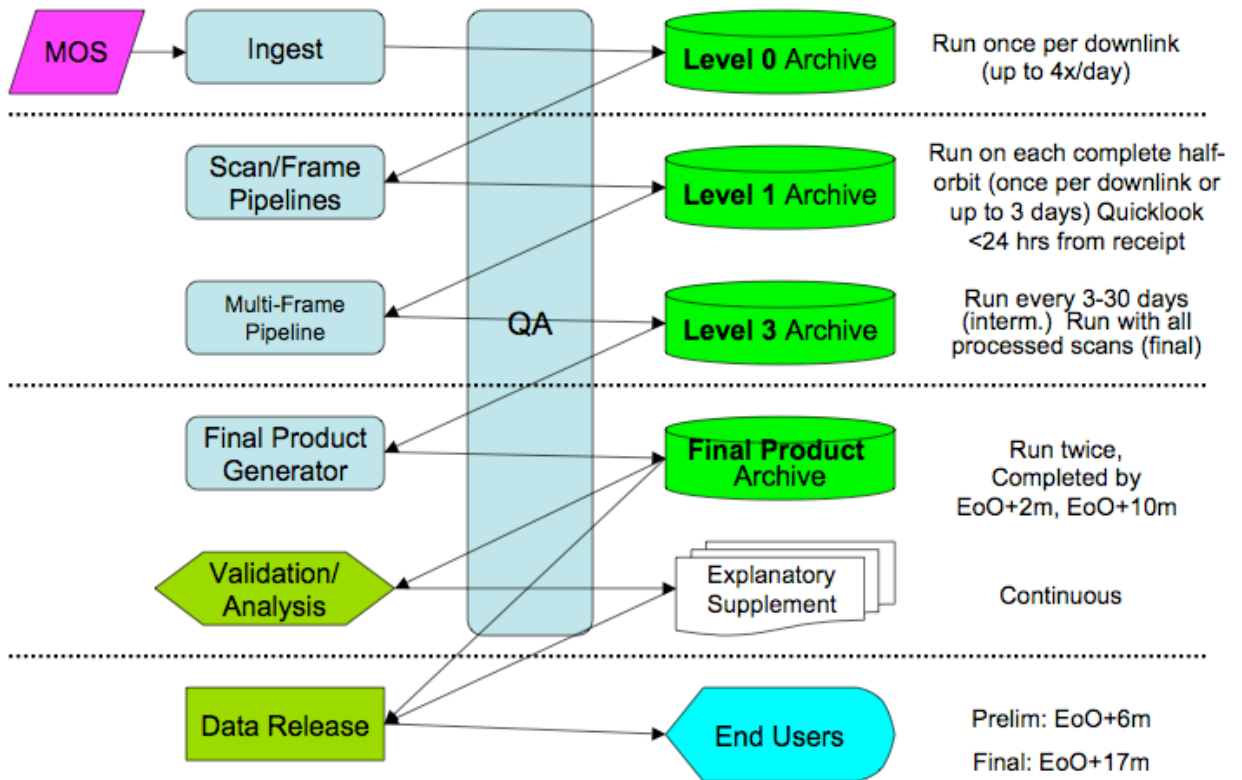 MOS
Ingest
Level 0 Archive
Run once per downlink
(up to 4x/day)
Scan/Frame
Pipelines
Level 1 Archive
Run on each complete half-
orbit (once per downlink or
up to 3 days) Quicklook
<24 hrs from receipt
Multi-Frame
Pipeline
QA
Level 3 Archive
Run every 3-30 days
(interm.) Run with all
processed scans (final)
Final Product
Generator
Final Product
Archive
Run twice,
Completed by
EoO+2m, EoO+10m
Validation/
Analysis
Explanatory
Supplement
Continuous
Data Release
End Users
Prelim: EoO+6m
Final: EoO+17m